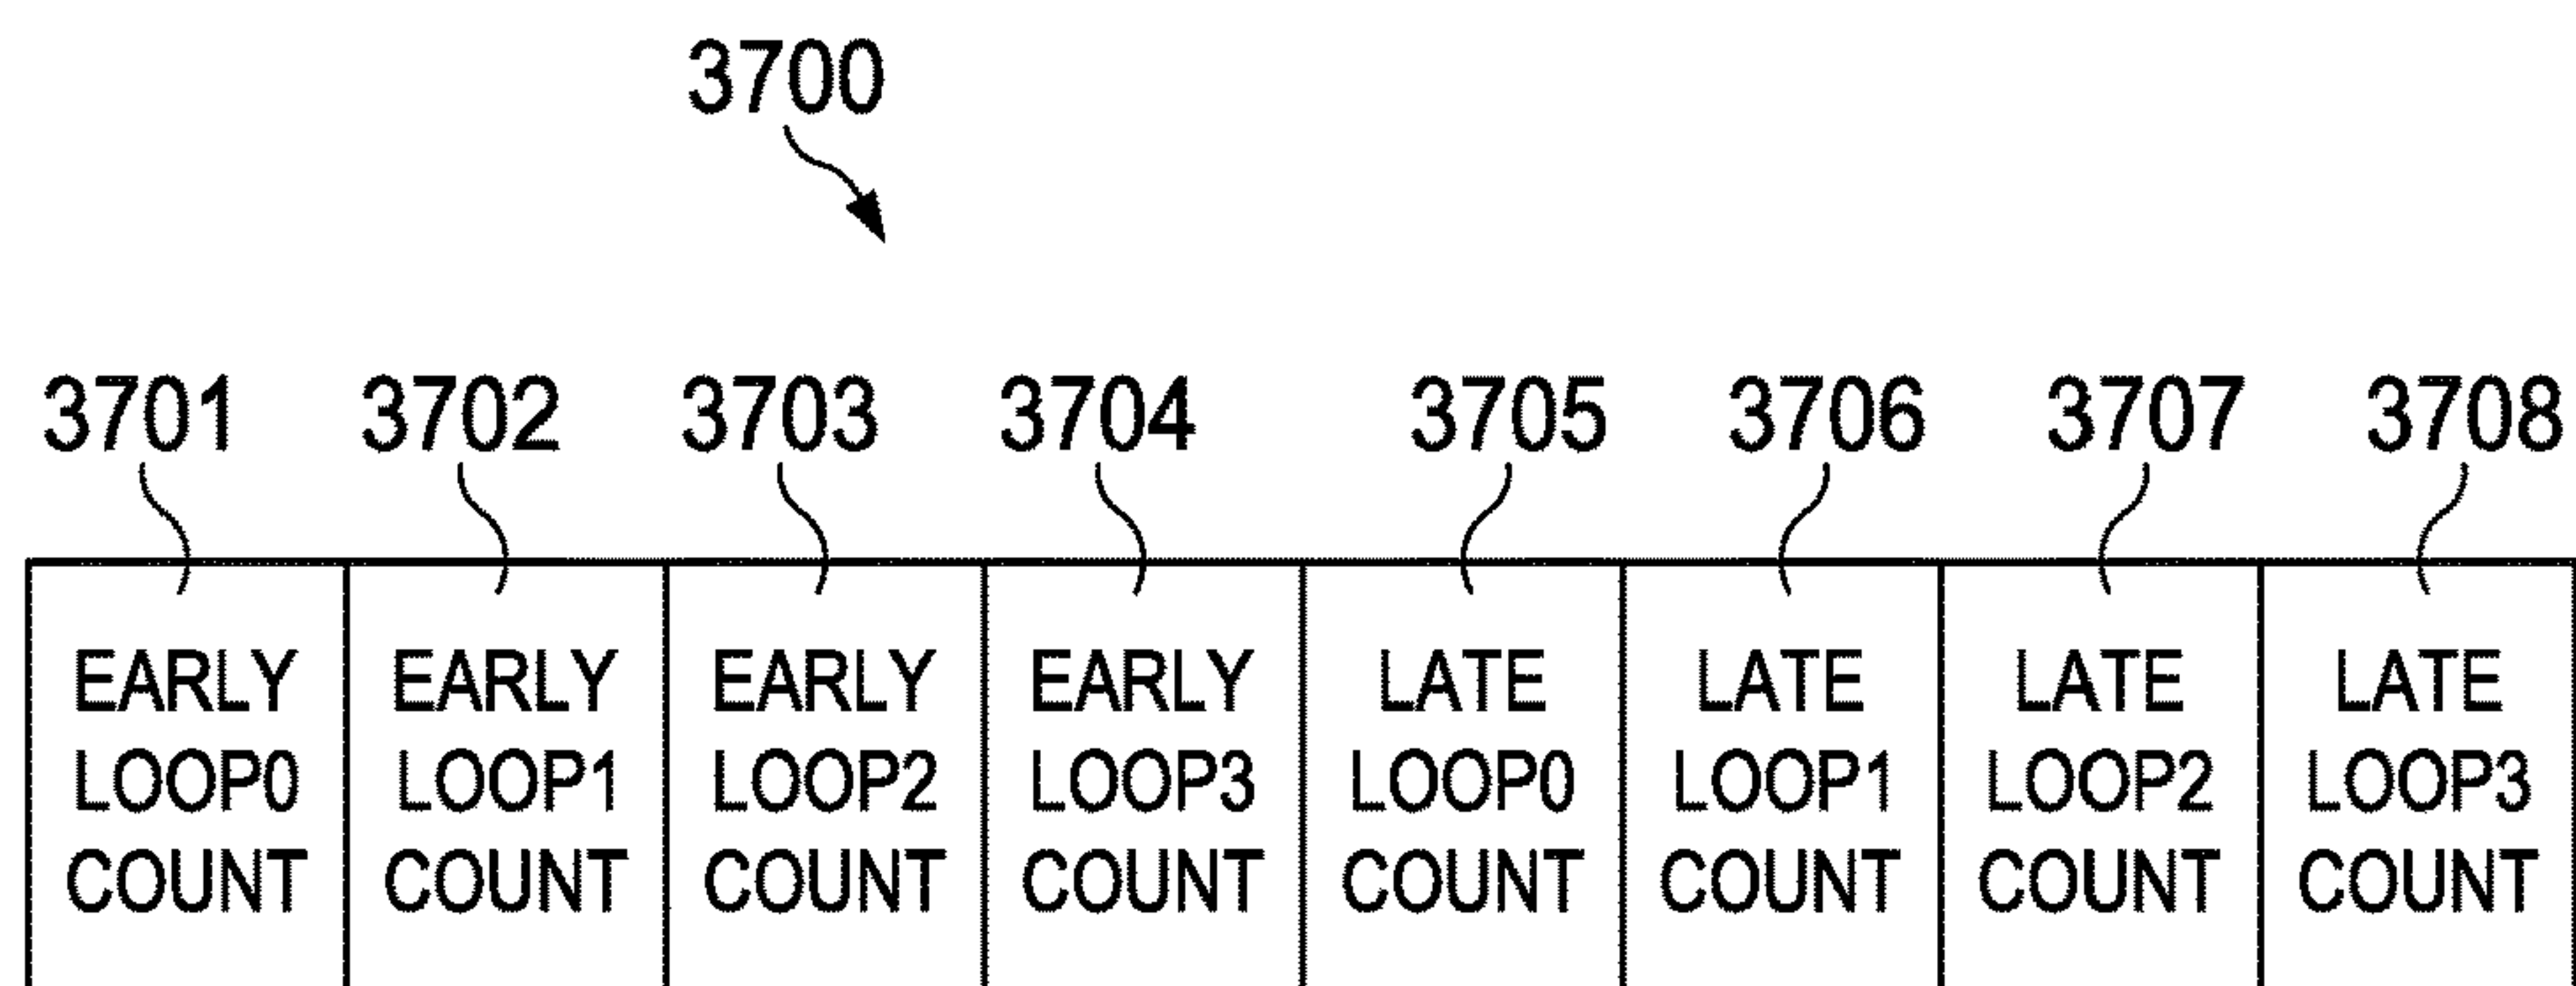 3700
3701 3702 3703 3704 3705 3706 3707 3708
EARLY EARLY EARLY EARLY LATE LATE LATE LATE
LOOP0 LOOP1 LOOP2 LOOP3 LOOP0 LOOP1 LOOP2 LOOP3
COUNT COUNT COUNT COUNT COUNT COUNT COUNT COUNT